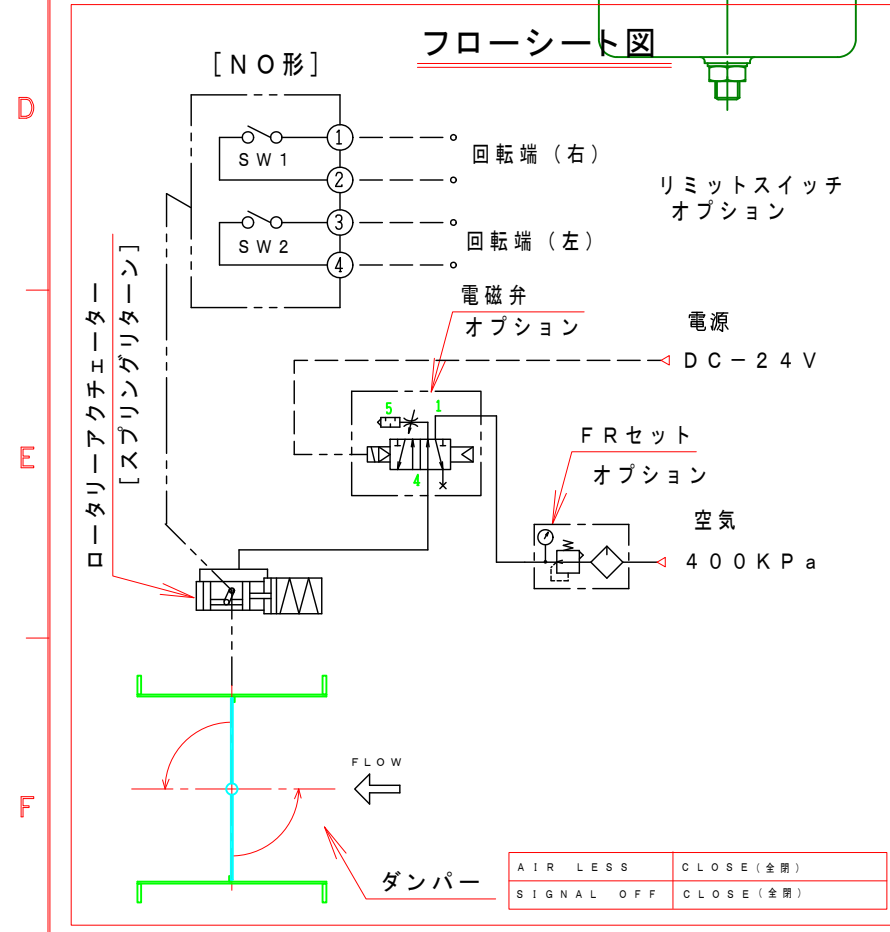 フローシート図
[NO形]
D
1
SW1
回転端(右)
2
リミットスイッチ
オプション
3
SW2
回転端(左)
4
ロータリーアクチェーター
[スプリングリターン]
電磁弁
オプション
電源
DC-24V
5
1
4
E
FRセット
オプション
空気
400KPa
F
FLOW
ダンパー
AIR LESS CLOSE(全閉)
SIGNAL OFF CLOSE(全閉)